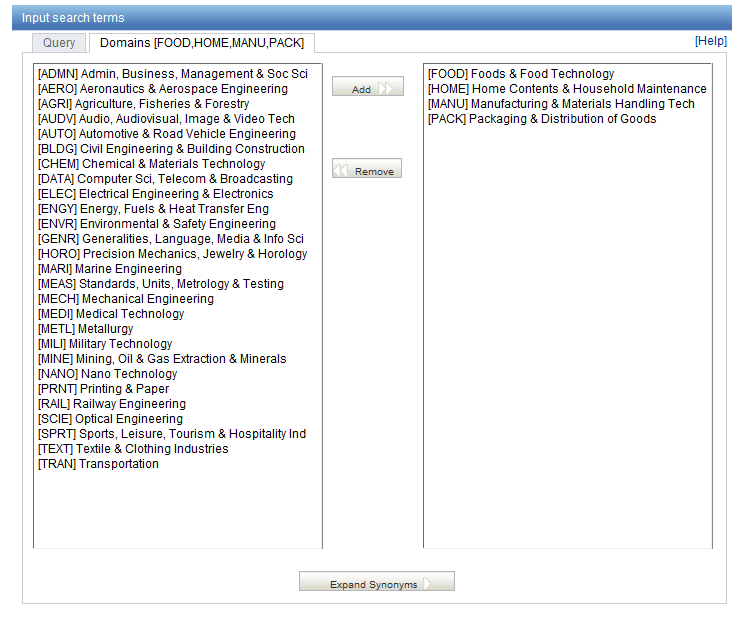 Input search terms
Query
Domains [FOOD,HOME,MANU,PACK]
[Help]
[ADMN] Admin, Business, Management & Soc Sci
[AERO] Aeronautics & Aerospace Engineering
[AGRI] Agriculture, Fisheries & Forestry
[AUDV] Audio, Audiovisual, Image & Video Tech
[AUTO] Automotive & Road Vehicle Engineering
[BLDG] Civil Engineering & Building Construction
[CHEM] Chemical & Materials Technology
[DATA] Computer Sci, Telecom & Broadcasting
[ELEC] Electrical Engineering & Electronics
[ENGY] Energy, Fuels & Heat Transfer Eng
[ENVR] Environmental & Safety Engineering
[GENR] Generalities, Language, Media & Info Sci
[HORO] Precision Mechanics, Jewelry & Horology
[MARI] Marine Engineering
[MEAS] Standards, Units, Metrology & Testing
[MECH] Mechanical Engineering
[MEDI] Medical Technology
[METL] Metallurgy
[MILI] Military Technology
[MINE] Mining, Oil & Gas Extraction & Minerals
[NANO] Nano Technology
[PRNT] Printing & Paper
[RAIL] Railway Engineering
[SCIE] Optical Engineering
[SPRT] Sports, Leisure, Tourism & Hospitality Ind
[TEXT] Textile & Clothing Industries
[TRAN] Transportation
Add
Remove
[FOOD] Foods & Food Technology
[HOME] Home Contents & Household Maintenance
[MANU] Manufacturing & Materials Handling Tech
[PACK] Packaging & Distribution of Goods
Expand Synonyms